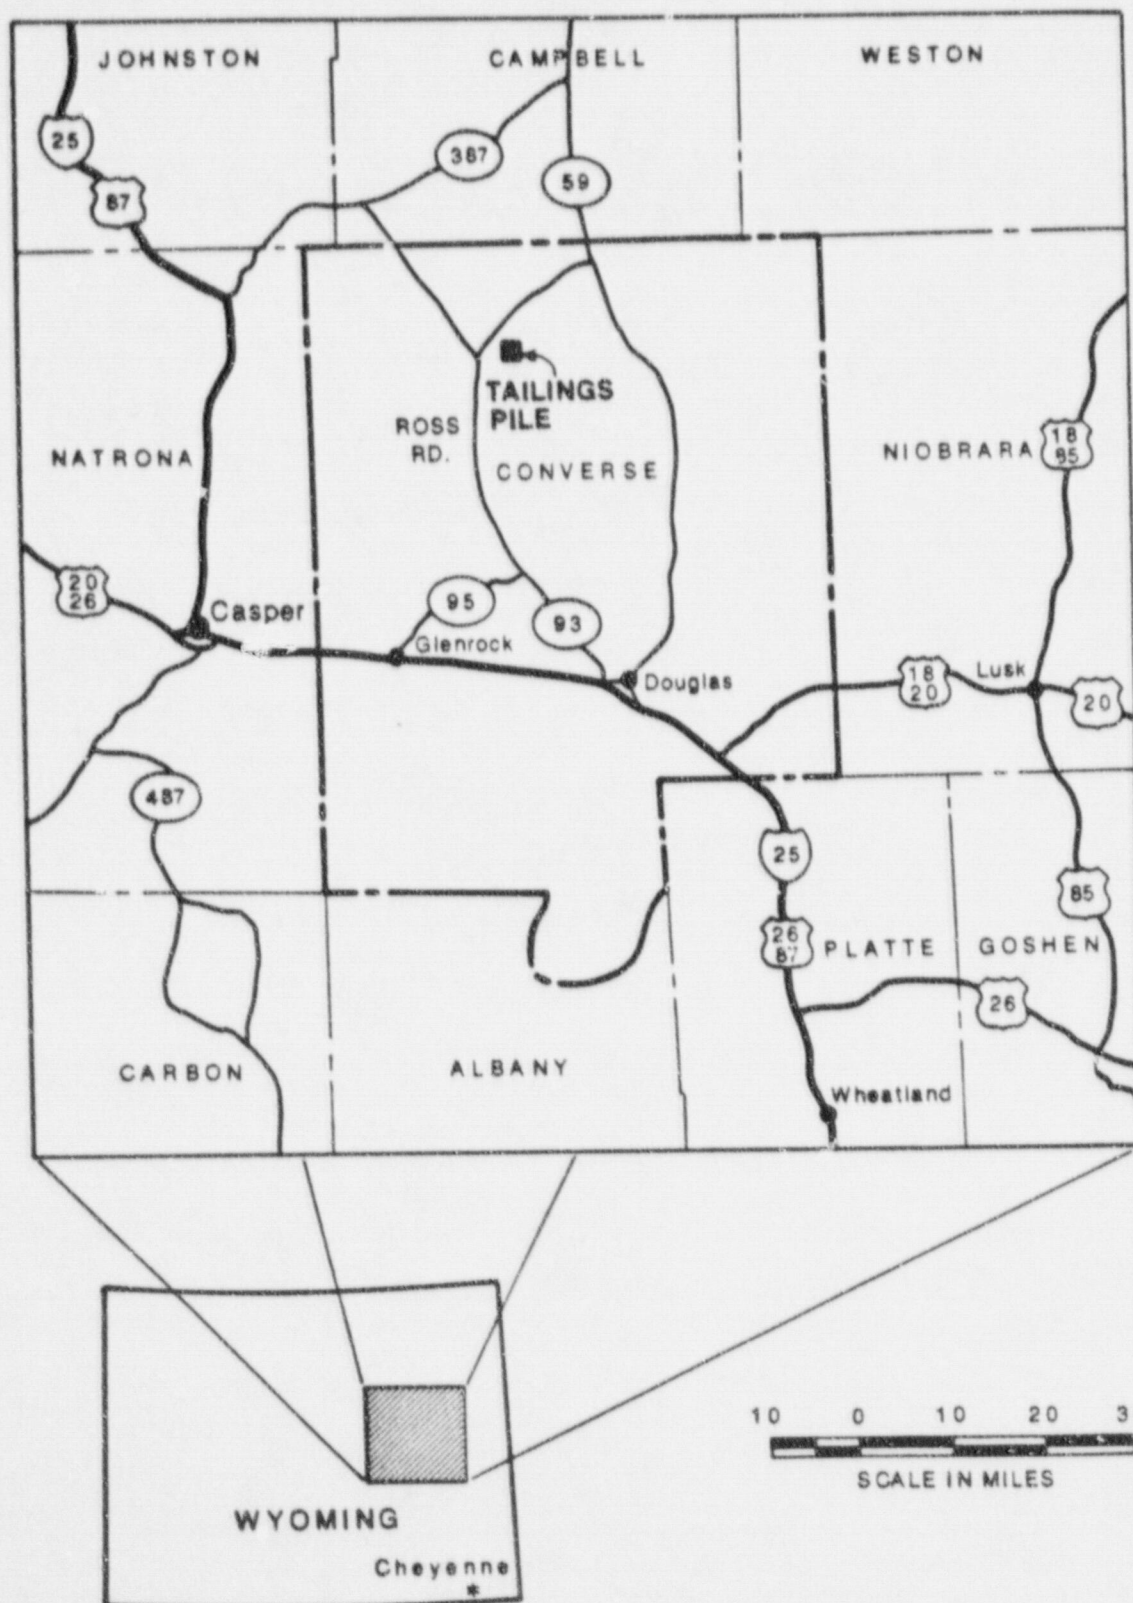 JOHNSTON
CAMPBELL
WESTON
25
387
59
87
TAILINGS
PILE
ROSS
RD.
NATRONA
CONVERSE
NIOBRARA
18
85
20
26
Casper
95
93
Glenrock
Douglas
18
20
Lusk
20
487
25
85
26
87
PLATTE
GOSHEN
26
CARBON
ALBANY
Wheatland
10 0 10 20 3
SCALE IN MILES
WYOMING
Cheyenne
*